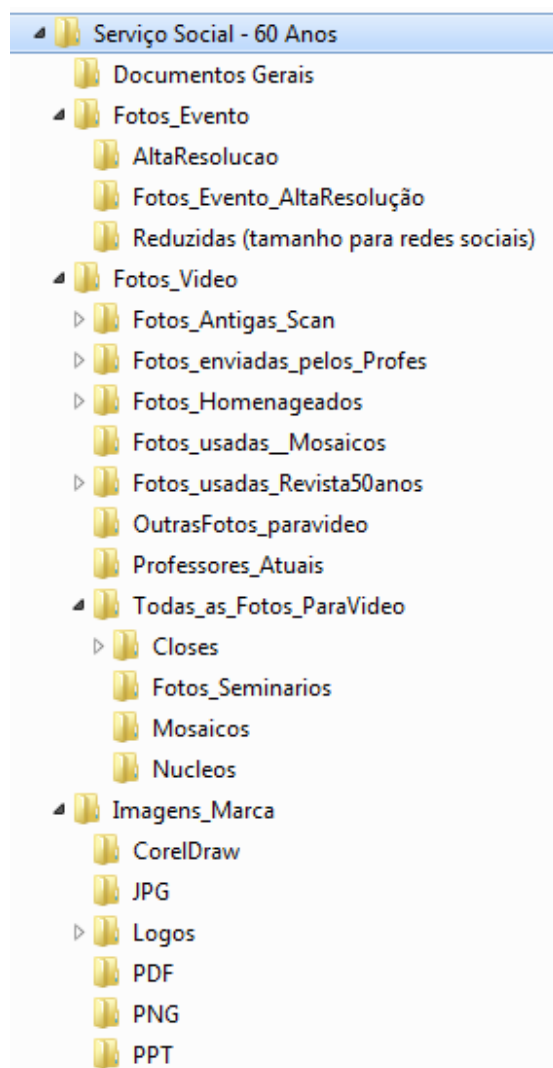 Serviço Social - 60 Anos
Documentos Gerais
Fotos_Evento
AltaResolucao
Fotos_Evento_AltaResolução
Reduzidas (tamanho para redes sociais)
Fotos_Video
Fotos_Antigas_Scan
Fotos_enviadas_pelos_Profes
Fotos_Homenageados
Fotos_usadas__Mosaicos
Fotos_usadas_Revista50anos
OutrasFotos_paravideo
Professores_Atuais
Todas_as_Fotos_ParaVideo
Closes
Fotos_Seminarios
Mosaicos
Nucleos
Imagens_Marca
CorelDraw
JPG
Logos
PDF
PNG
PPT